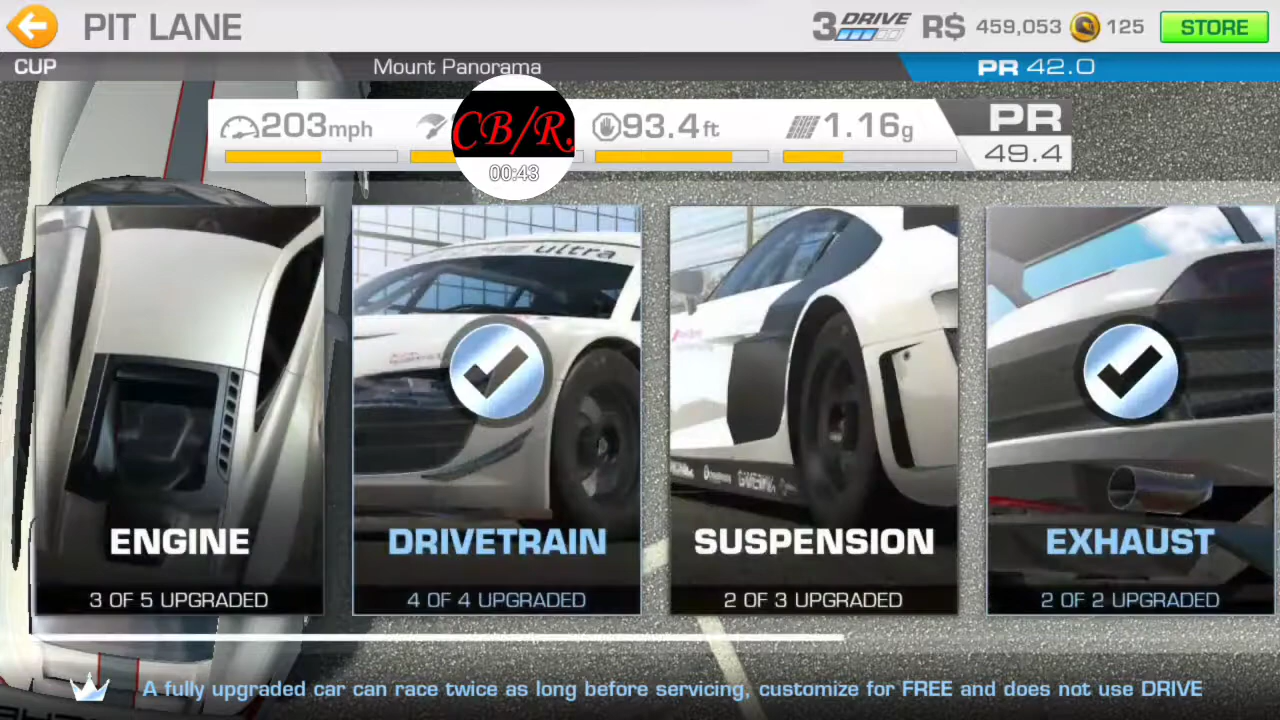 PIT LANE
3 DRIVE R$ 459,053 125 STORE
CUP Mount Panorama PR 42.0
203mph 93.4ft 1.16g PR
CB/R. 49.4
00:43
ultra
ENGINE DRIVETRAIN SUSPENSION EXHAUST
3 OF 5 UPGRADED 4 OF 4 UPGRADED 2 OF 3 UPGRADED 2 OF 2 UPGRADED
A fully upgraded car can race twice as long before servicing, customize for FREE and does not use DRIVE